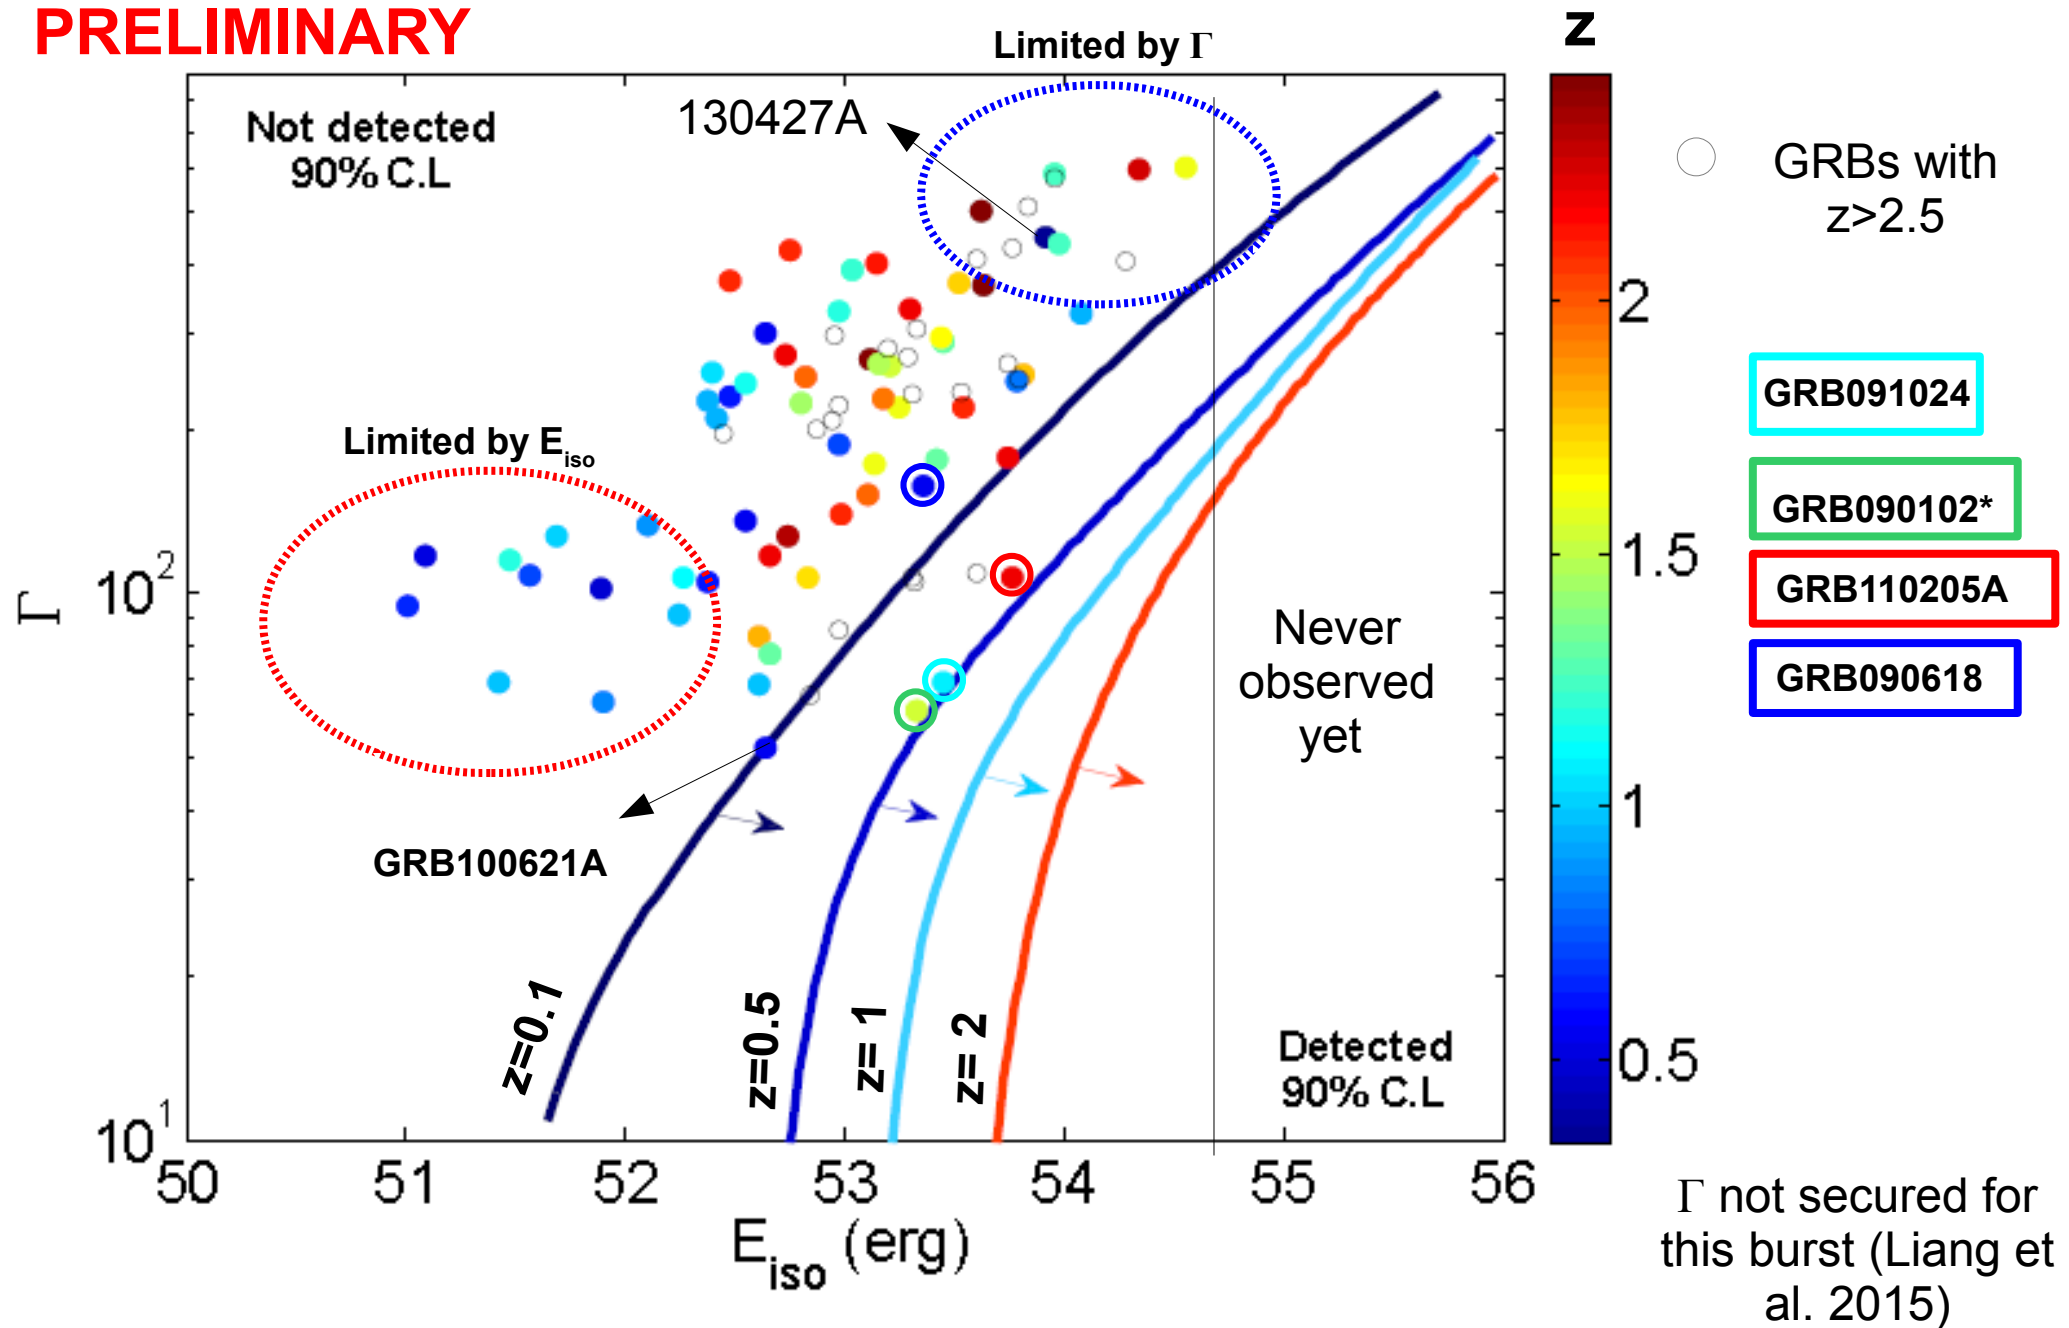 PRELIMINARY
Limited by Γ
z
130427A
Not detected
90% C.L
GRBs with
z>2.5
2
GRB091024
Limited by Eiso
GRB090102*
1.5
GRB110205A
10²
Γ
Never
observed
yet
GRB090618
1
GRB100621A
z=0.1
z=0.5
z= 1
z= 2
Detected
90% C.L
0.5
10¹
50 51 52 53 54 55 56
Eiso (erg)
Γ not secured for
this burst (Liang et
al. 2015)